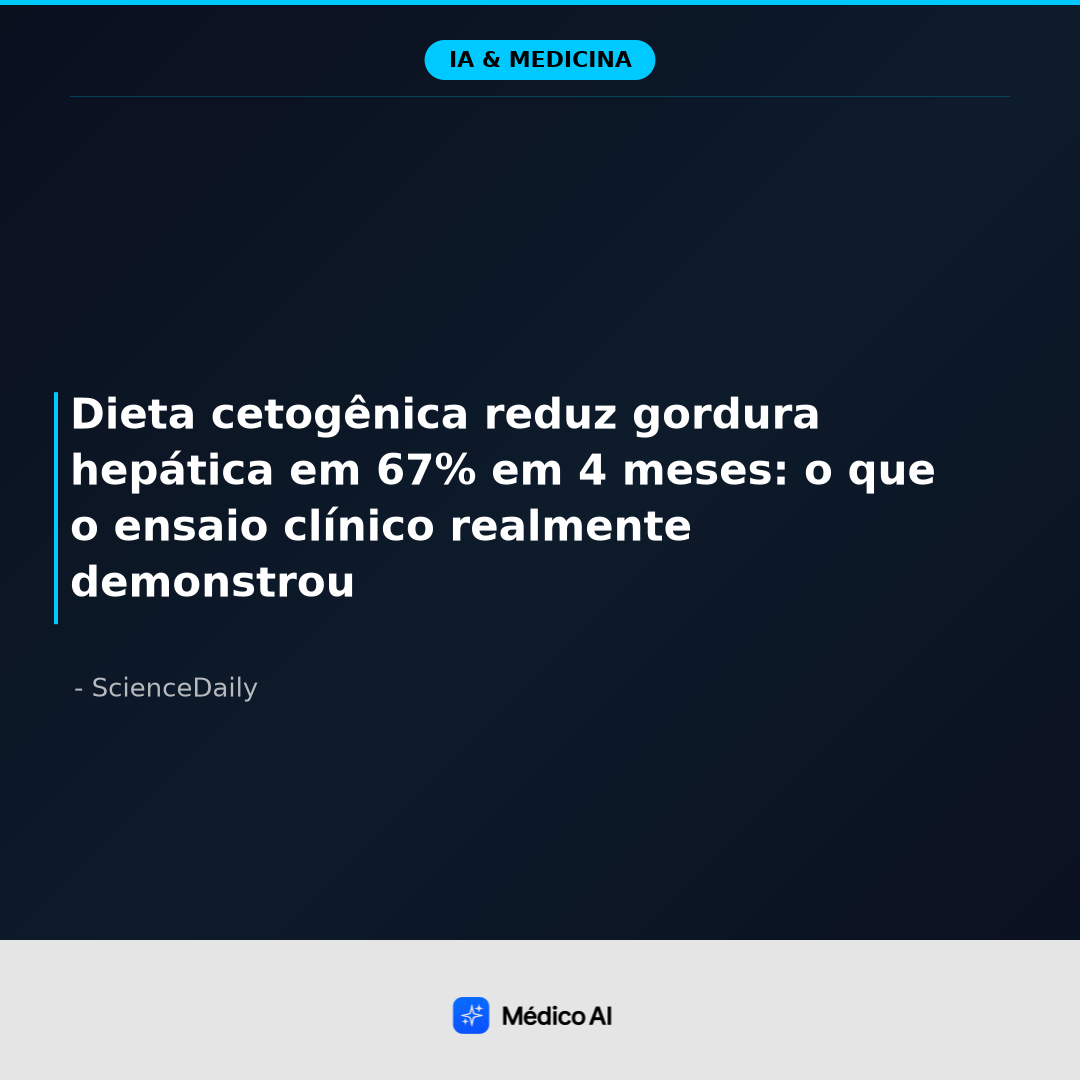 IA & MEDICINA
Dieta cetogênica reduz gordura
hepática em 67% em 4 meses: o que
o ensaio clínico realmente
demonstrou
- ScienceDaily
Médico AI